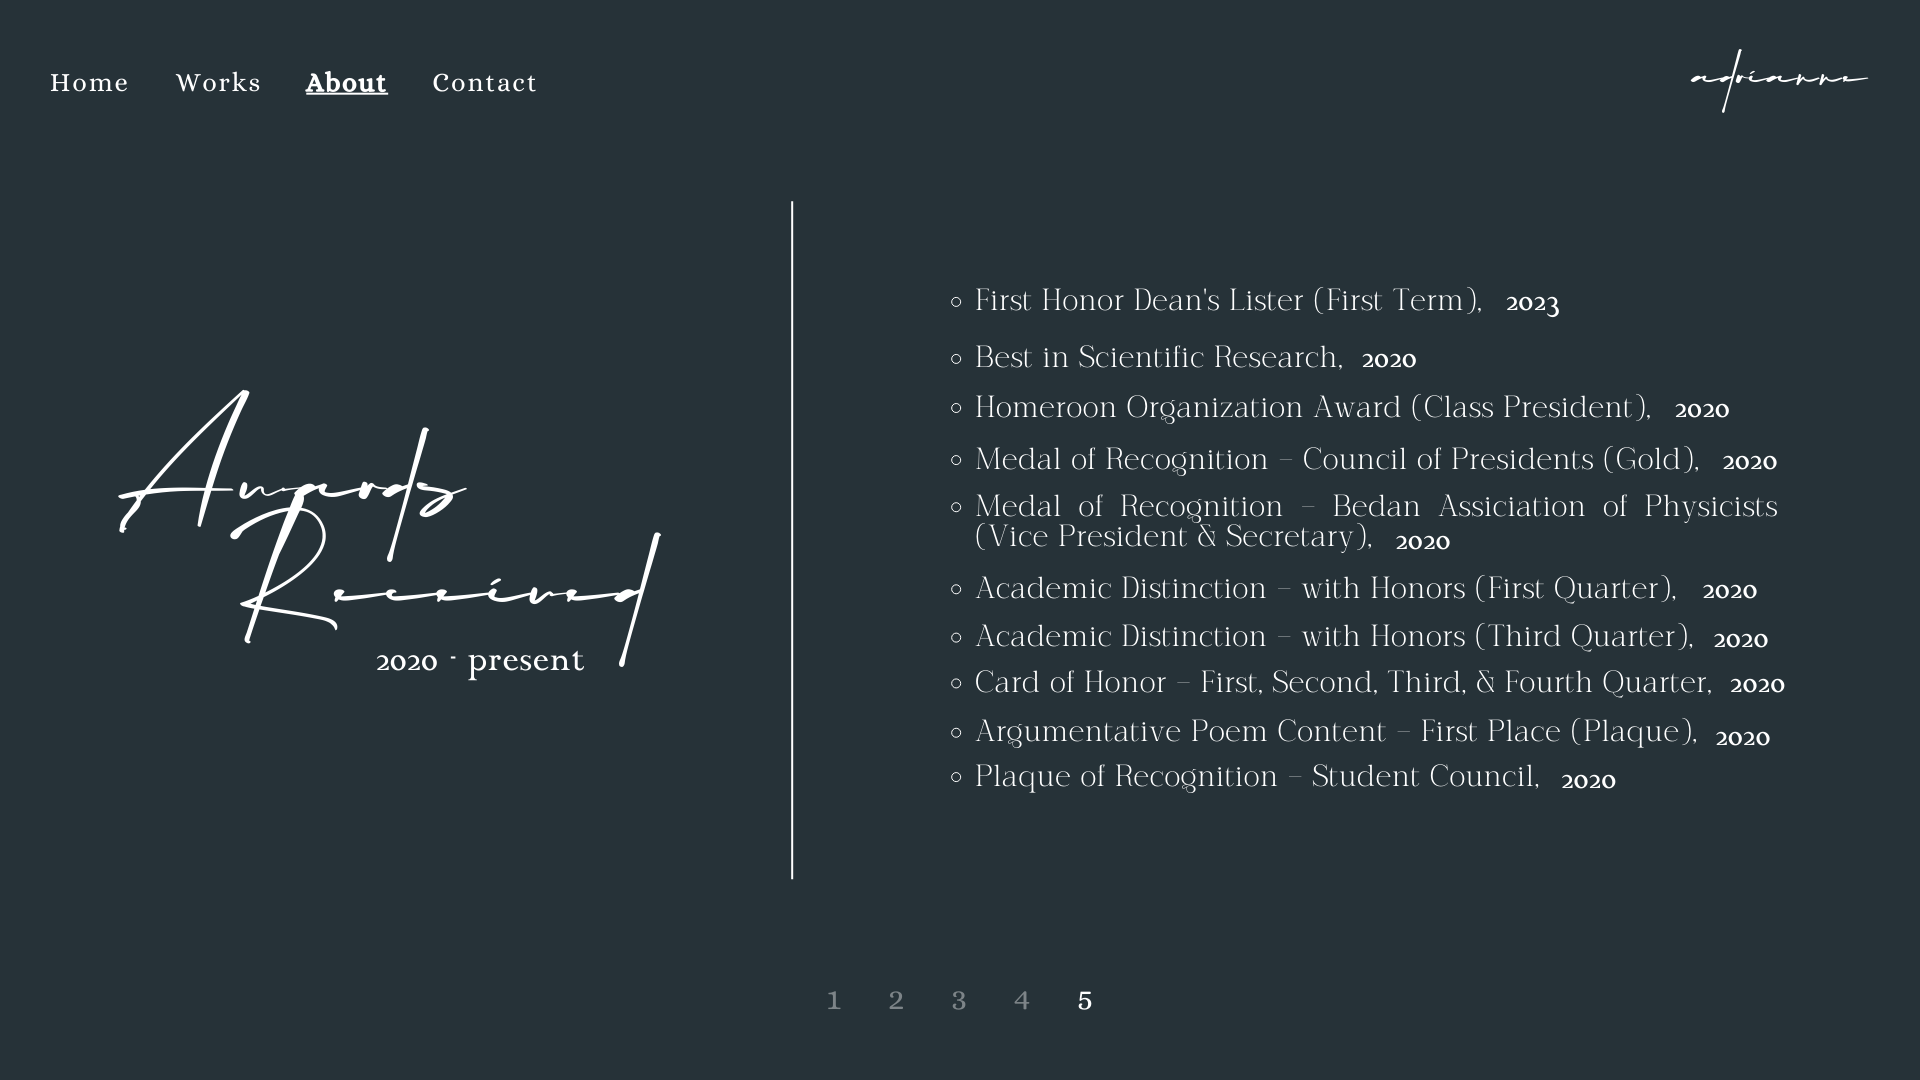 Home Works About Contact
adrianne
Awards
Received
2020 - present
First Honor Dean's Lister (First Term), 2023
Best in Scientific Research, 2020
Homeroon Organization Award (Class President), 2020
Medal of Recognition – Council of Presidents (Gold), 2020
Medal of Recognition – Bedan Assiciation of Physicists
(Vice President & Secretary), 2020
Academic Distinction – with Honors (First Quarter), 2020
Academic Distinction – with Honors (Third Quarter), 2020
Card of Honor – First, Second, Third, & Fourth Quarter, 2020
Argumentative Poem Content – First Place (Plaque), 2020
Plaque of Recognition – Student Council, 2020
1 2 3 4 5